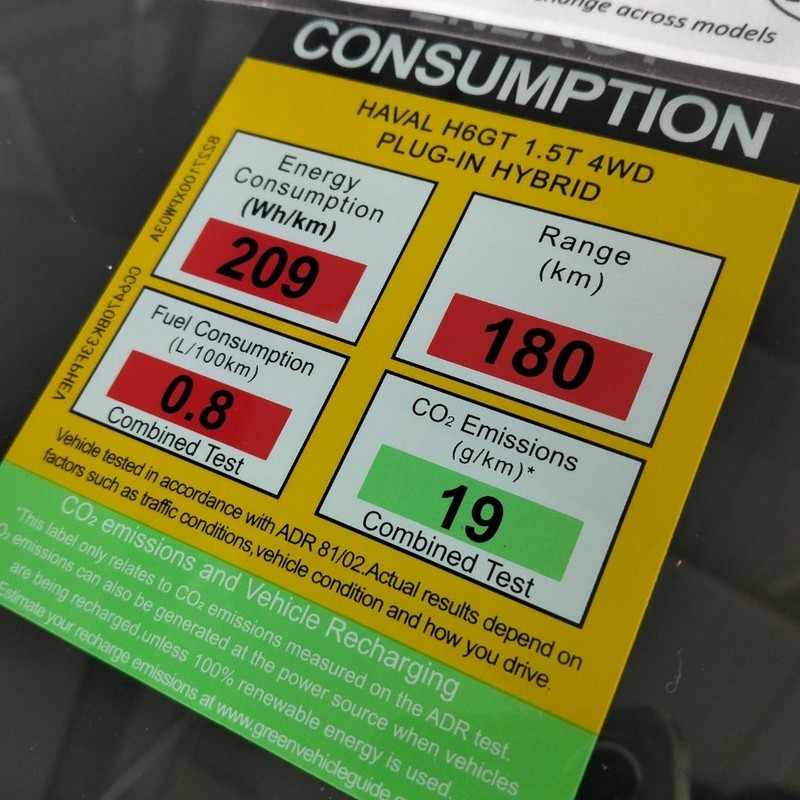 change across models
ENERGY
CONSUMPTION
HAVAL H6GT 1.5T 4WD
PLUG-IN HYBRID
Energy
Consumption
(Wh/km)
209
Range
(km)
180
Fuel Consumption
(L/100km)
0.8
Combined Test
CO₂ Emissions
(g/km)*
19
Combined Test
Vehicle tested in accordance with ADR 81/02.Actual results depend on
factors such as traffic conditions,vehicle condition and how you drive.
CO₂ emissions and Vehicle Recharging
*This label only relates to CO₂ emissions measured on the ADR test.
CO₂ emissions can also be generated at the power source when vehicles
are being recharged,unless 100% renewable energy is used.
Estimate your recharge emissions at www.greenvehicleguide.